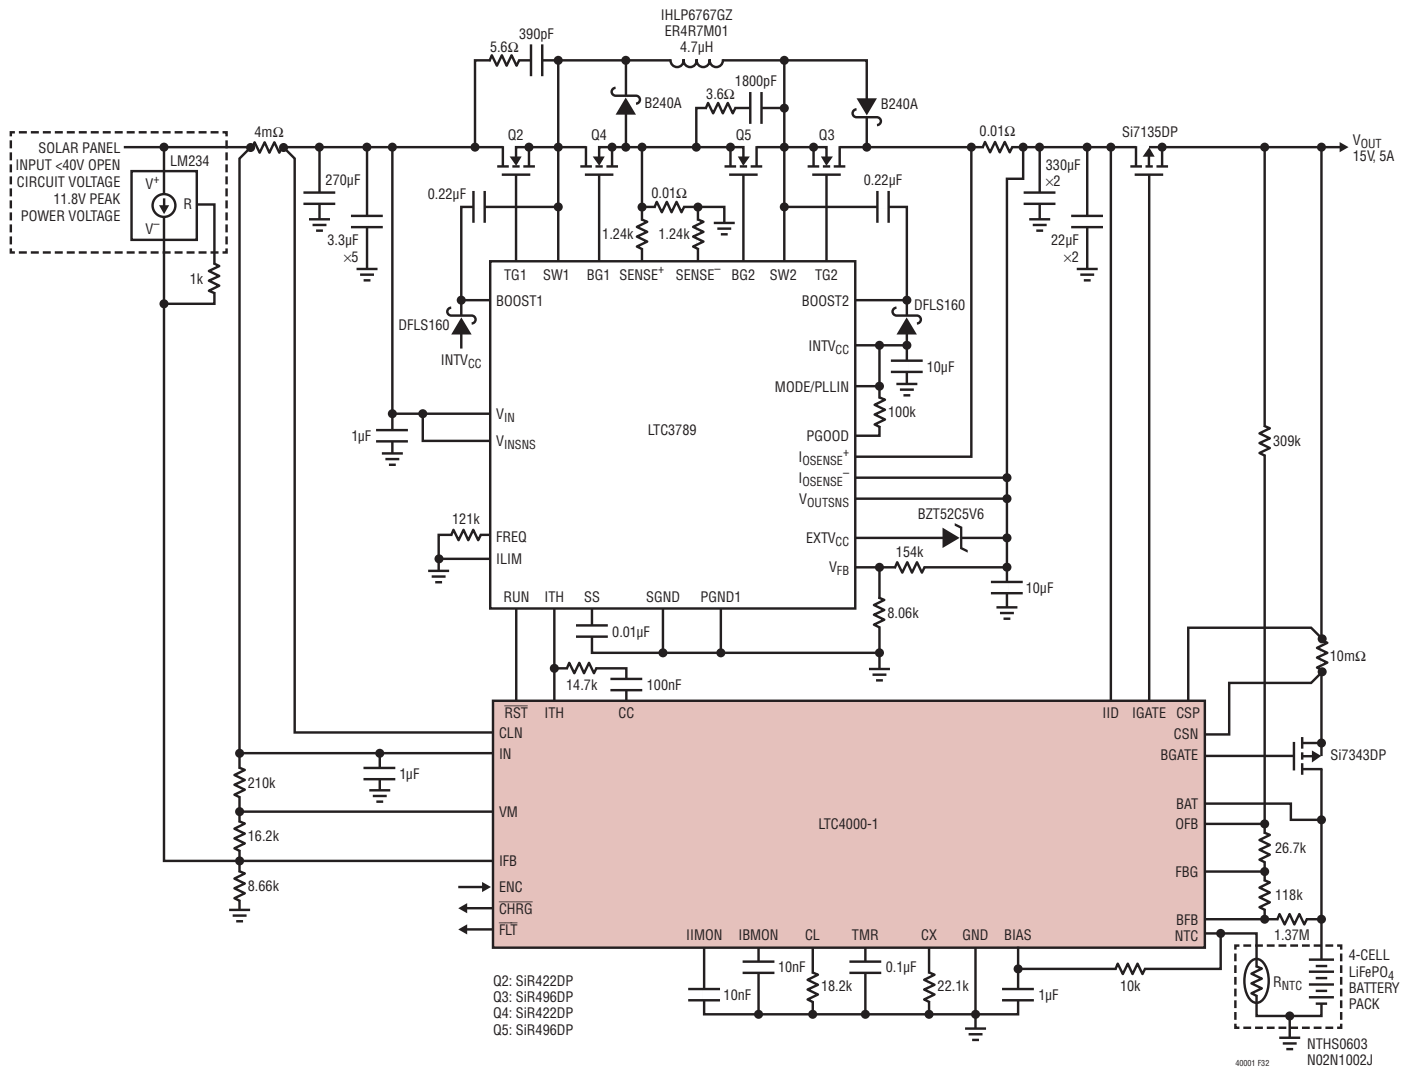 IHLP6767GZ
ER4R7M01
4.7µH
5.6Ω
390pF
1800pF
3.6Ω
B240A
B240A
4mΩ
Q2
Q4
Q5
Q3
0.01Ω
Si7135DP
VOUT
15V, 5A
SOLAR PANEL
INPUT <40V OPEN
CIRCUIT VOLTAGE
11.8V PEAK
POWER VOLTAGE
LM234
V+
R
V–
1k
270µF
3.3µF
×5
0.22µF
0.01Ω
1.24k
1.24k
0.22µF
330µF
×2
22µF
×2
TG1
SW1
BG1
SENSE+
SENSE–
BG2
SW2
TG2
BOOST1
BOOST2
DFLS160
DFLS160
INTVCC
INTVCC
10µF
MODE/PLLIN
100k
PGOOD
VIN
VINSNS
1µF
LTC3789
IOSENSE+
IOSENSE–
VOUTSNS
309k
BZT52C5V6
EXTVCC
121k
FREQ
ILIM
154k
VFB
10µF
8.06k
RUN
ITH
SS
SGND
PGND1
0.01µF
14.7k
100nF
10mΩ
RST
ITH
CC
IID
IGATE
CSP
CLN
CSN
IN
BGATE
Si7343DP
1µF
210k
VM
BAT
LTC4000-1
OFB
16.2k
26.7k
IFB
FBG
8.66k
ENC
118k
CHRG
BFB
1.37M
FLT
NTC
IIMON
IBMON
CL
TMR
CX
GND
BIAS
10nF
10nF
18.2k
0.1µF
22.1k
1µF
10k
RNTC
4-CELL
LiFePO4
BATTERY
PACK
Q2: SiR422DP
Q3: SiR496DP
Q4: SiR422DP
Q5: SiR496DP
NTHS0603
N02N1002J
40001 F32